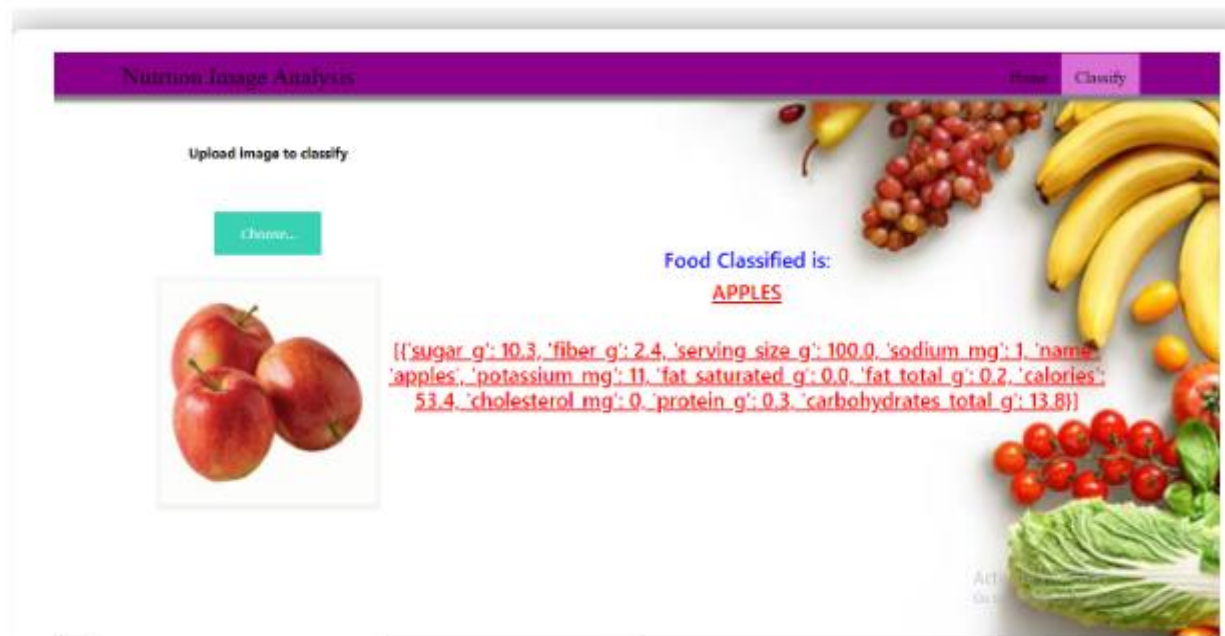 Nutrition Image Analysis
Home Classify
Upload image to classify
Choose...
Food Classified is:
APPLES
[{'sugar_g': 10.3, 'fiber_g': 2.4, 'serving_size_g': 100.0, 'sodium_mg': 1, 'name':
'apples', 'potassium_mg': 11, 'fat_saturated_g': 0.0, 'fat_total_g': 0.2, 'calories':
53.4, 'cholesterol_mg': 0, 'protein_g': 0.3, 'carbohydrates_total_g': 13.8}]